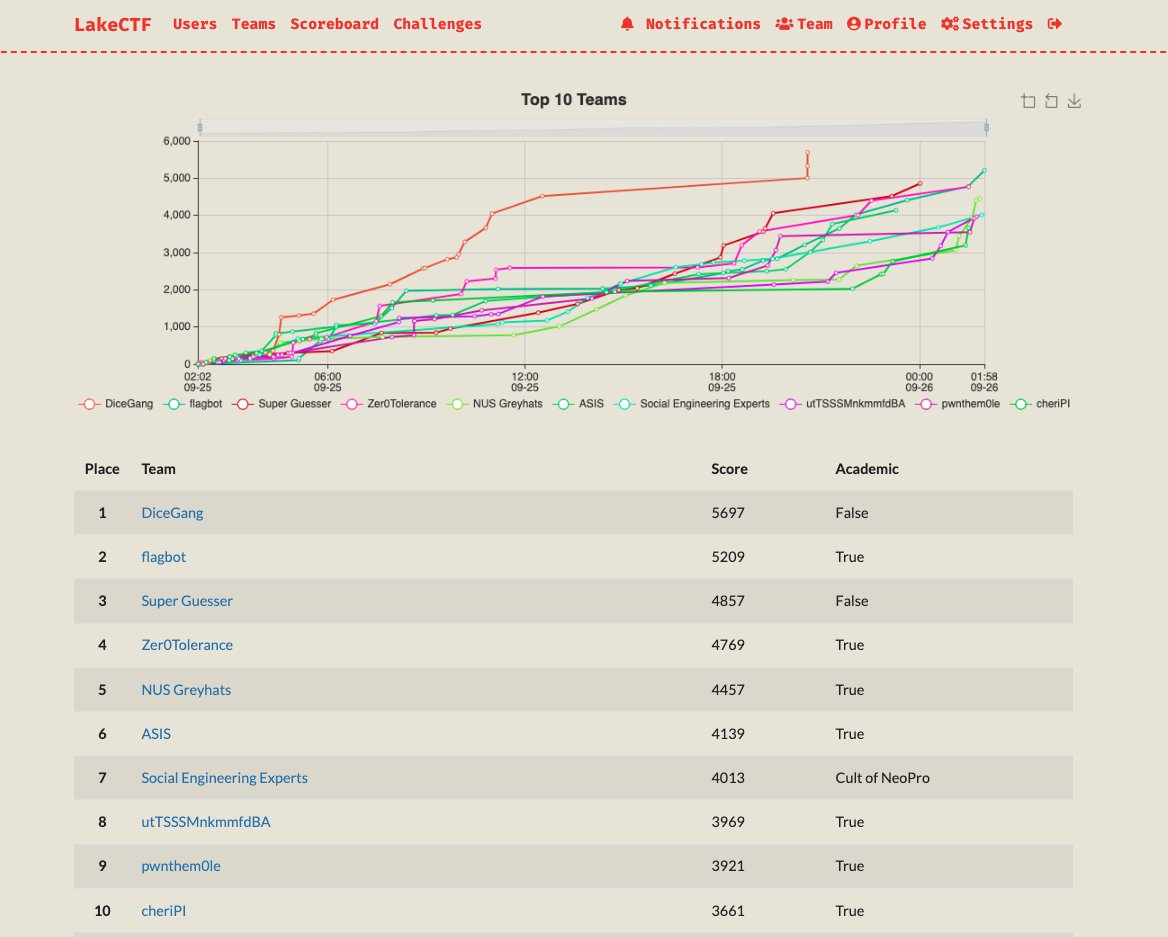 LakeCTF Users Teams Scoreboard Challenges Notifications Team Profile Settings
Top 10 Teams
6,000
5,000
4,000
3,000
2,000
1,000
0
02:02 06:00 12:00 18:00 00:00 01:58
09-25 09-25 09-25 09-25 09-26 09-26
DiceGang flagbot Super Guesser Zer0Tolerance NUS Greyhats ASIS Social Engineering Experts utTSSSMnkmmfdBA pwnthem0le cheriPI
Place Team Score Academic
1 DiceGang 5697 False
2 flagbot 5209 True
3 Super Guesser 4857 False
4 Zer0Tolerance 4769 True
5 NUS Greyhats 4457 True
6 ASIS 4139 True
7 Social Engineering Experts 4013 Cult of NeoPro
8 utTSSSMnkmmfdBA 3969 True
9 pwnthem0le 3921 True
10 cheriPI 3661 True